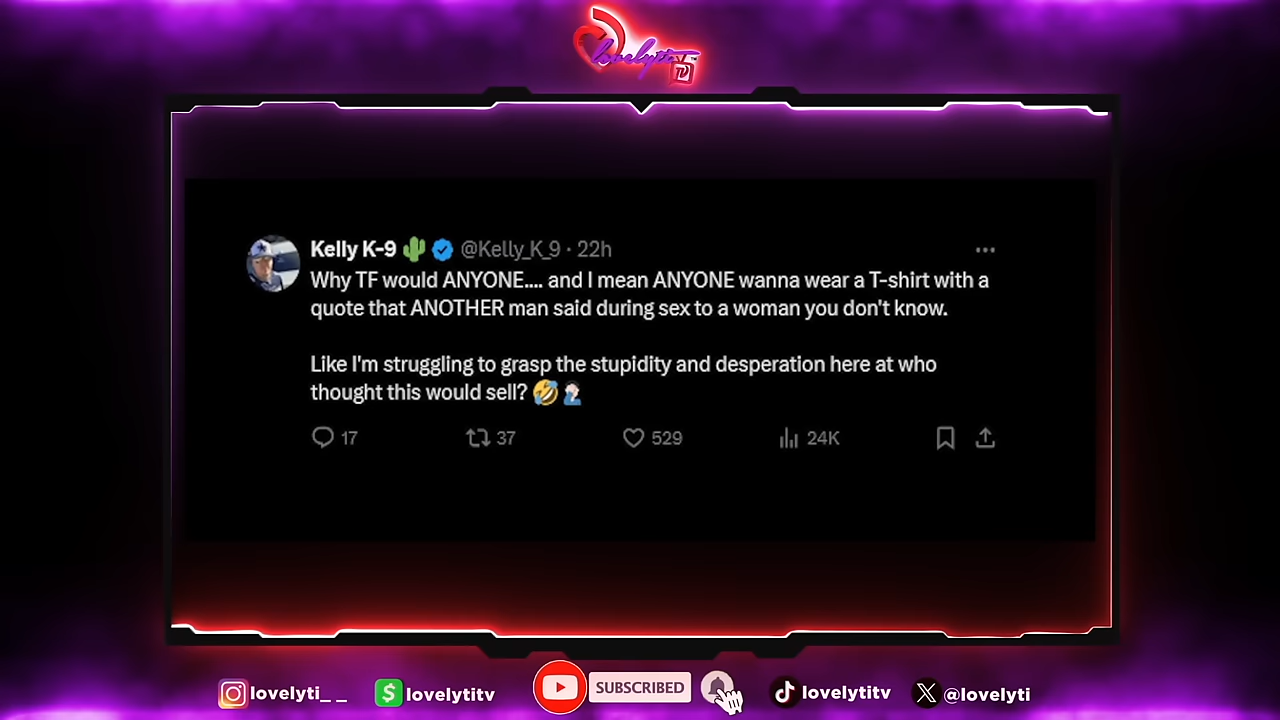 lovelyti TV
Kelly K-9 🌵 @Kelly_K_9 · 22h
Why TF would ANYONE.... and I mean ANYONE wanna wear a T-shirt with a
quote that ANOTHER man said during sex to a woman you don't know.
Like I'm struggling to grasp the stupidity and desperation here at who
thought this would sell? 🤣🤦🏻‍♂️
17 37 529 24K
lovelyti_ _ $ lovelytitv SUBSCRIBED lovelytitv X @lovelyti